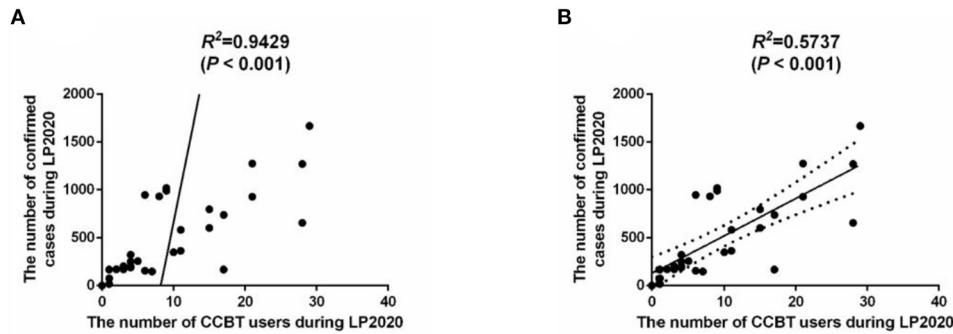 A
R²=0.9429
(P < 0.001)
The number of confirmed
cases during LP2020
2000
1500
1000
500
0
0 10 20 30 40
The number of CCBT users during LP2020
B
R²=0.5737
(P < 0.001)
The number of confirmed
cases during LP2020
2000
1500
1000
500
0
0 10 20 30 40
The number of CCBT users during LP2020